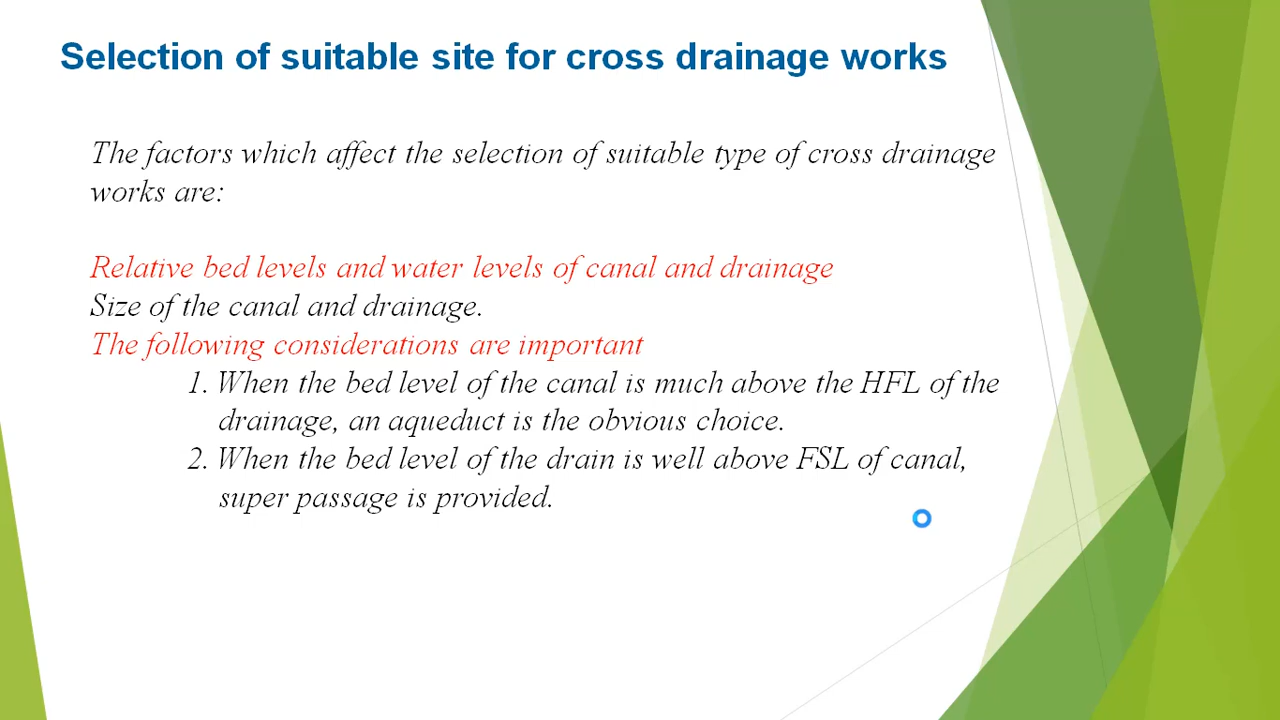 Selection of suitable site for cross drainage works
The factors which affect the selection of suitable type of cross drainage
works are:
Relative bed levels and water levels of canal and drainage
Size of the canal and drainage.
The following considerations are important
1. When the bed level of the canal is much above the HFL of the
drainage, an aqueduct is the obvious choice.
2. When the bed level of the drain is well above FSL of canal,
super passage is provided.